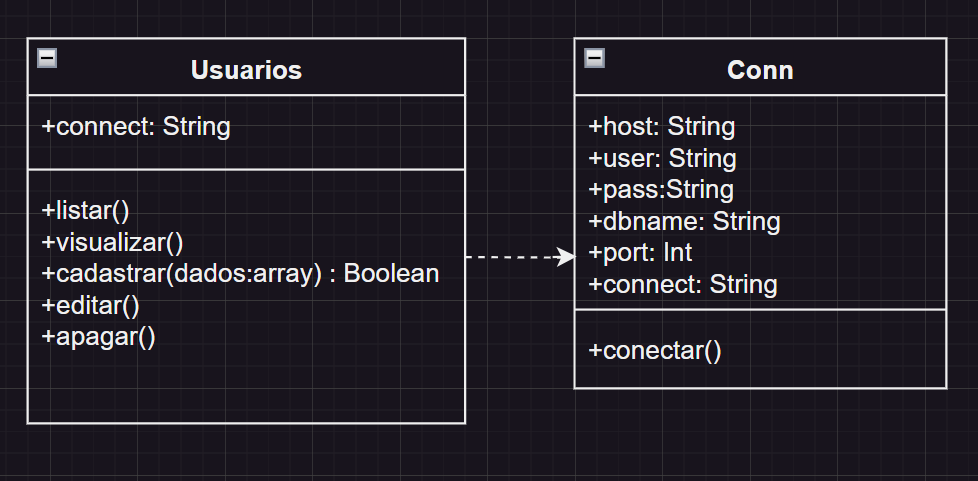 Usuarios
+connect: String
+listar()
+visualizar()
+cadastrar(dados:array) : Boolean
+editar()
+apagar()
Conn
+host: String
+user: String
+pass:String
+dbname: String
+port: Int
+connect: String
+conectar()